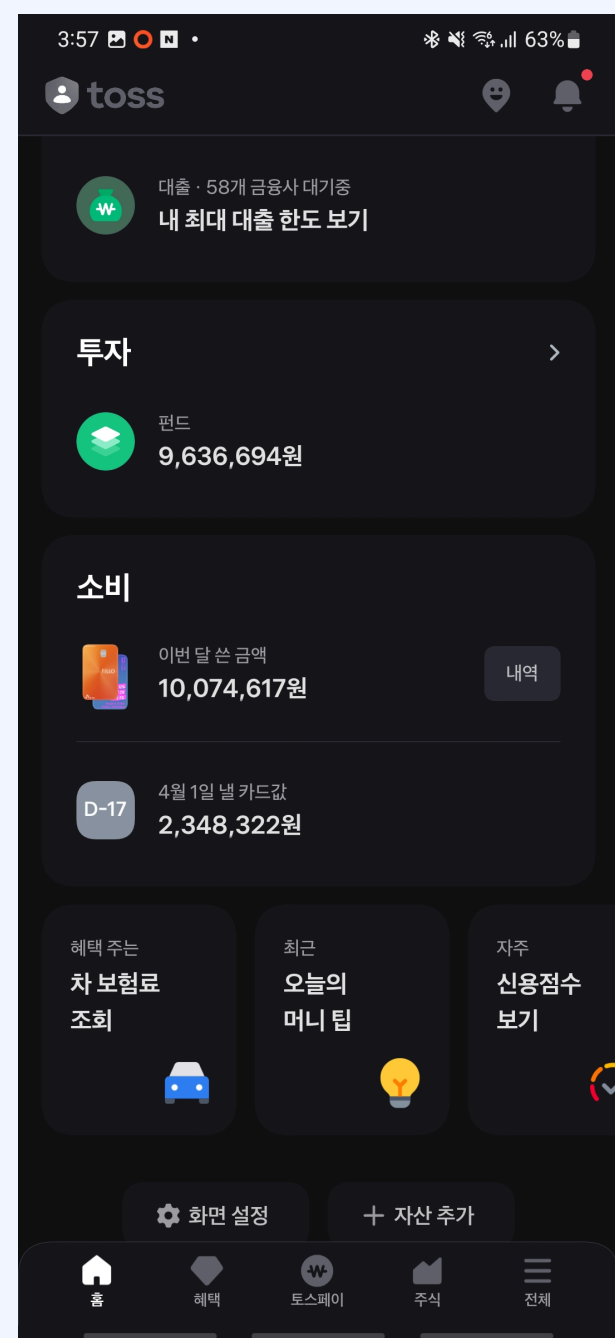 3:57
63%
toss
대출 · 58개 금융사 대기중
내 최대 대출 한도 보기
투자
펀드
9,636,694원
소비
이번 달 쓴 금액
10,074,617원
내역
D-17
4월 1일 낼 카드값
2,348,322원
혜택 주는
차 보험료
조회
최근
오늘의
머니 팁
자주
신용점수
보기
화면 설정
자산 추가
홈
혜택
토스페이
주식
전체